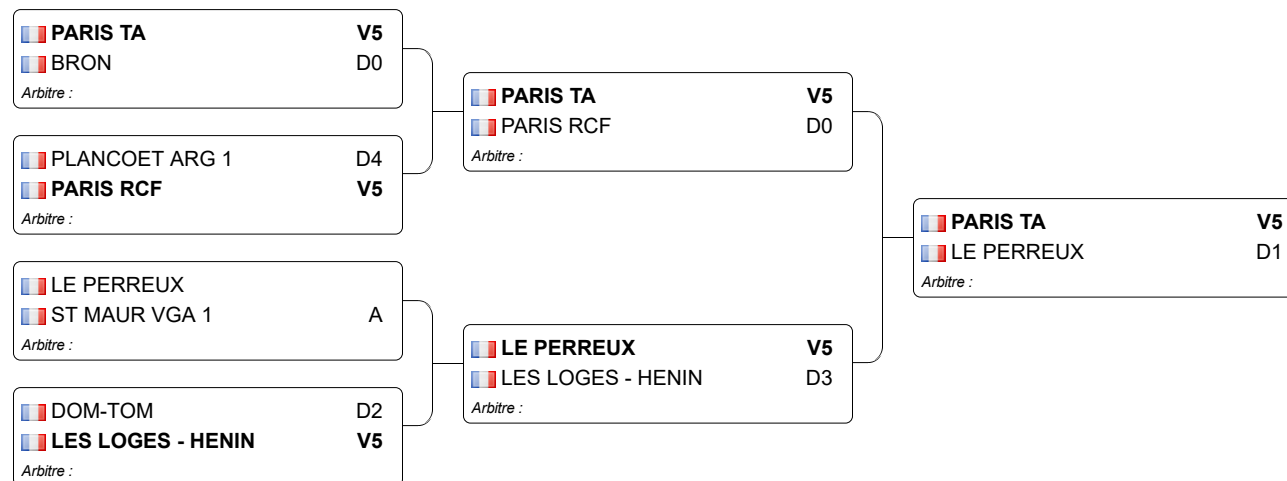 PARIS TA V5
BRON D0
Arbitre :
PLANCOET ARG 1 D4
PARIS RCF V5
Arbitre :
LE PERREUX
ST MAUR VGA 1 A
Arbitre :
DOM-TOM D2
LES LOGES - HENIN V5
Arbitre :
PARIS TA V5
PARIS RCF D0
Arbitre :
LE PERREUX V5
LES LOGES - HENIN D3
Arbitre :
PARIS TA V5
LE PERREUX D1
Arbitre :